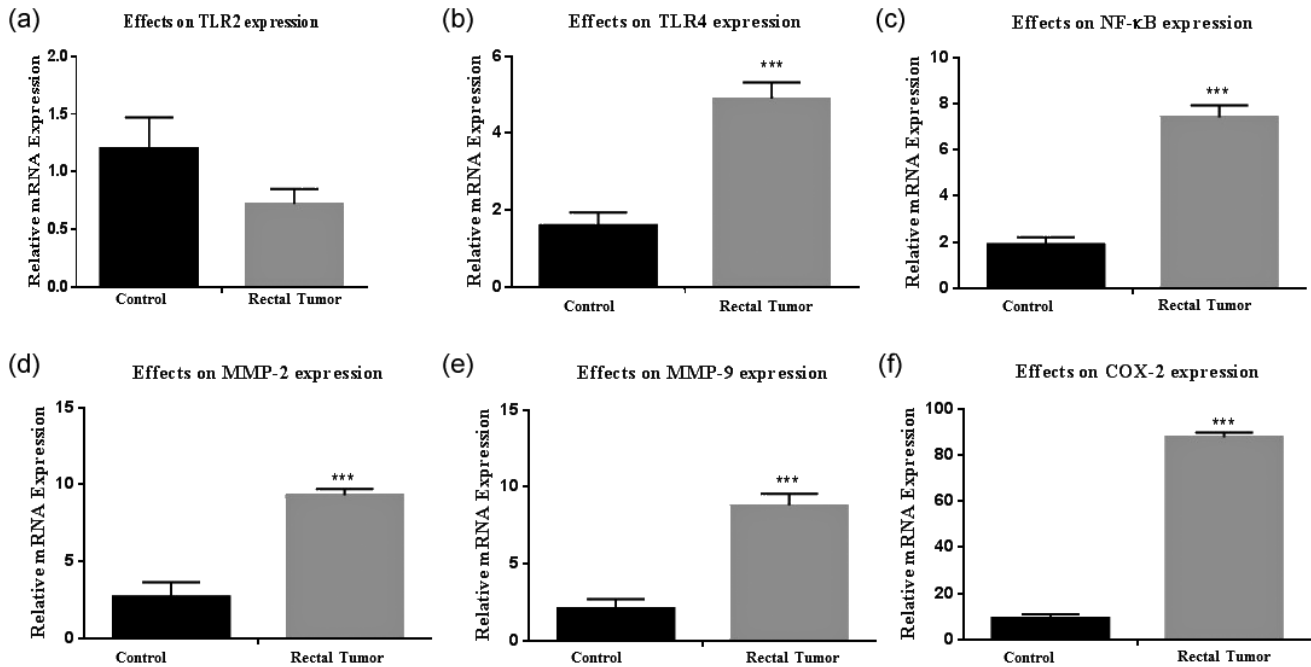 (a)
Effects on TLR2 expression
Relative mRNA Expression
2.0
1.5
1.0
0.5
0.0
Control
Rectal Tumor
(b)
Effects on TLR4 expression
Relative mRNA Expression
6
4
2
0
***
Control
Rectal Tumor
(c)
Effects on NF-κB expression
Relative mRNA Expression
10
8
6
4
2
0
***
Control
Rectal Tumor
(d)
Effects on MMP-2 expression
Relative mRNA Expression
15
10
5
0
***
Control
Rectal Tumor
(e)
Effects on MMP-9 expression
Relative mRNA Expression
15
10
5
0
***
Control
Rectal Tumor
(f)
Effects on COX-2 expression
Relative mRNA Expression
100
80
60
40
20
0
***
Control
Rectal Tumor